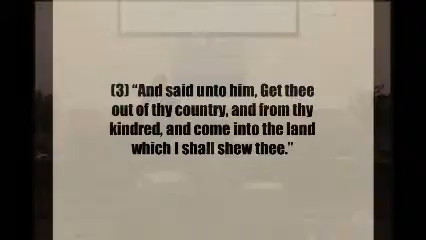 (3) “And said unto him, Get thee
out of thy country, and from thy
kindred, and come into the land
which I shall shew thee.”